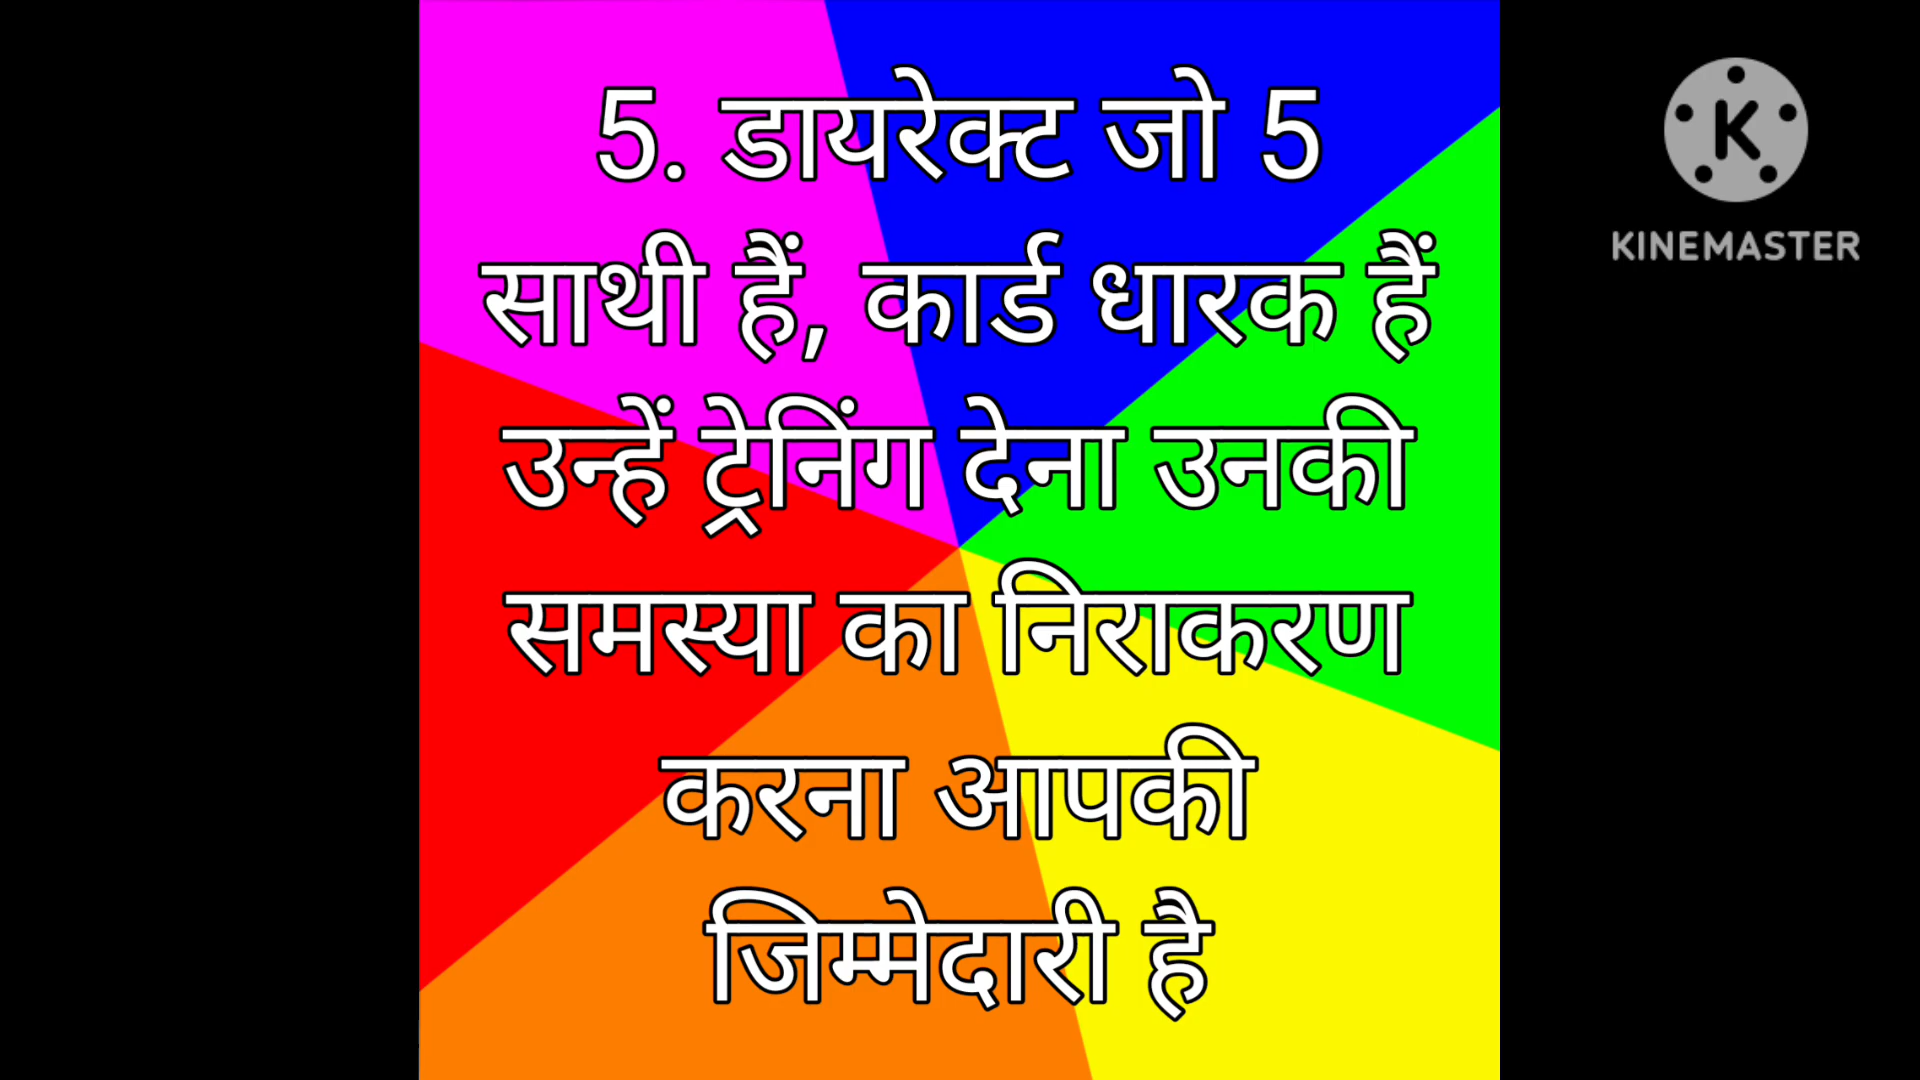 5. डायरेक्ट जो 5
साथी हैं, कार्ड धारक हैं
उन्हें ट्रेनिंग देना उनकी
समस्या का निराकरण
करना आपकी
जिम्मेदारी है
K
KINEMASTER